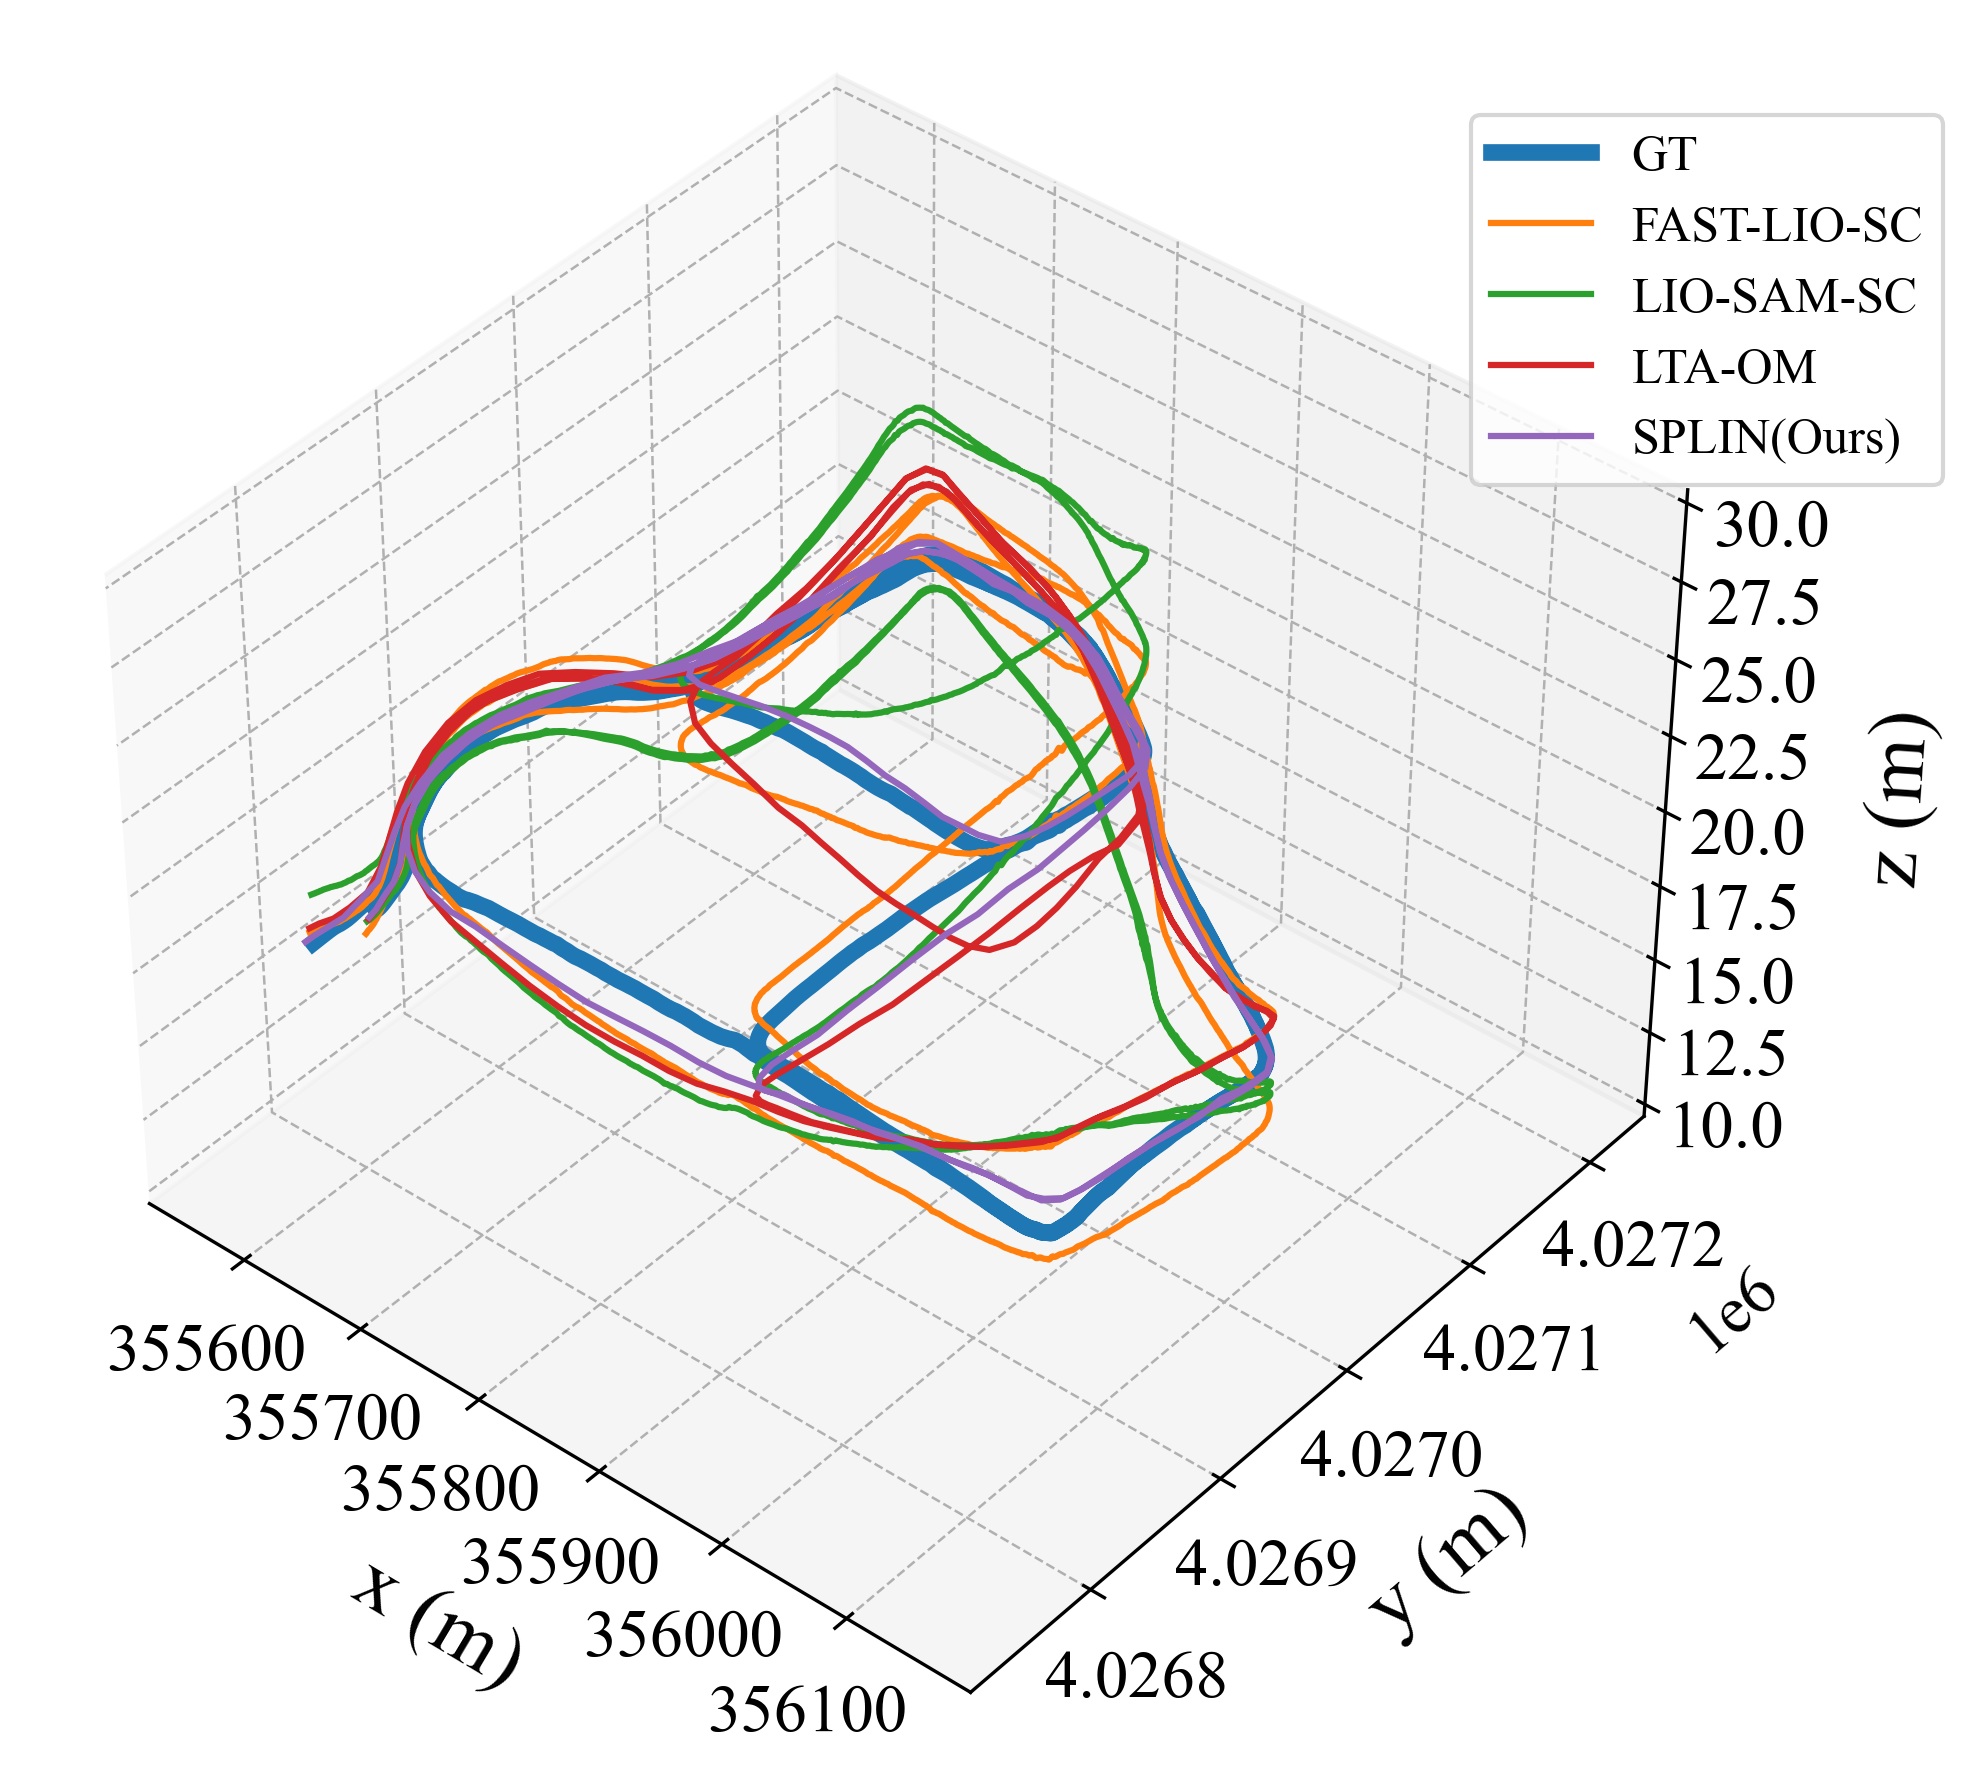 GT
FAST-LIO-SC
LIO-SAM-SC
LTA-OM
SPLIN(Ours)
30.0
27.5
25.0
22.5
20.0
17.5
15.0
12.5
10.0
z (m)
4.0272
4.0271
4.0270
4.0269
4.0268
1e6
y (m)
355600
355700
355800
355900
356000
356100
x (m)